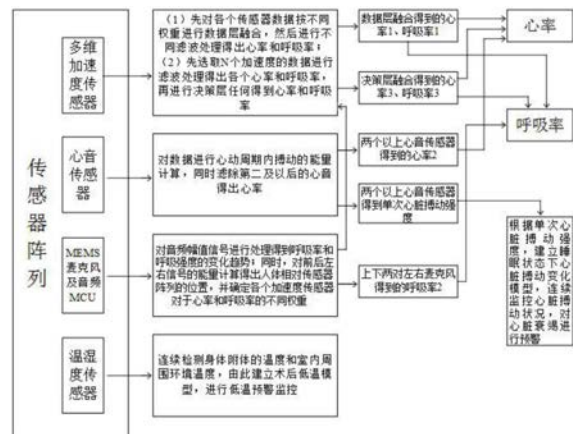 传感器阵列
多维
加速
度传
感器
（1）先对各个传感器数据按不同
权重进行数据层融合，然后进行
不同滤波处理得出心率和呼吸率；
（2）先选取N个加速度的数据进行
滤波处理得出各个心率和呼吸率，
再进行决策层任何得到心率和呼吸
率
数据层融合得到的心
率1、呼吸率1
决策层融合得到的心
率3、呼吸率3
心率
呼吸率
心音
传感
器
对数据进行心动周期内搏动的能量
计算，同时滤除第二及以后的心音
得出心率
两个以上心音传感器
得到的心率2
两个以上心音传感器
得到单次心脏搏动强
度
MEMS
麦克风
及音频
MCU
对音频幅值信号进行处理得到呼吸率和
呼吸强度的变化趋势；同时，对前后左
右信号的能量计算得出人体相对传感器
阵列的位置，并确定各个加速度传感器
对于心率和呼吸率的不同权重
上下两对左右麦克风
得到的呼吸率2
根据单次心
脏搏动强
度，建立睡
眠状态下心
脏搏动变化
模型，连续
监控心脏搏
动状况，对
心脏衰竭进
行预警
温湿
度传
感器
连续检测身体附体的温度和室内周
围环境温度，由此建立术后低温模
型，进行低温预警监控